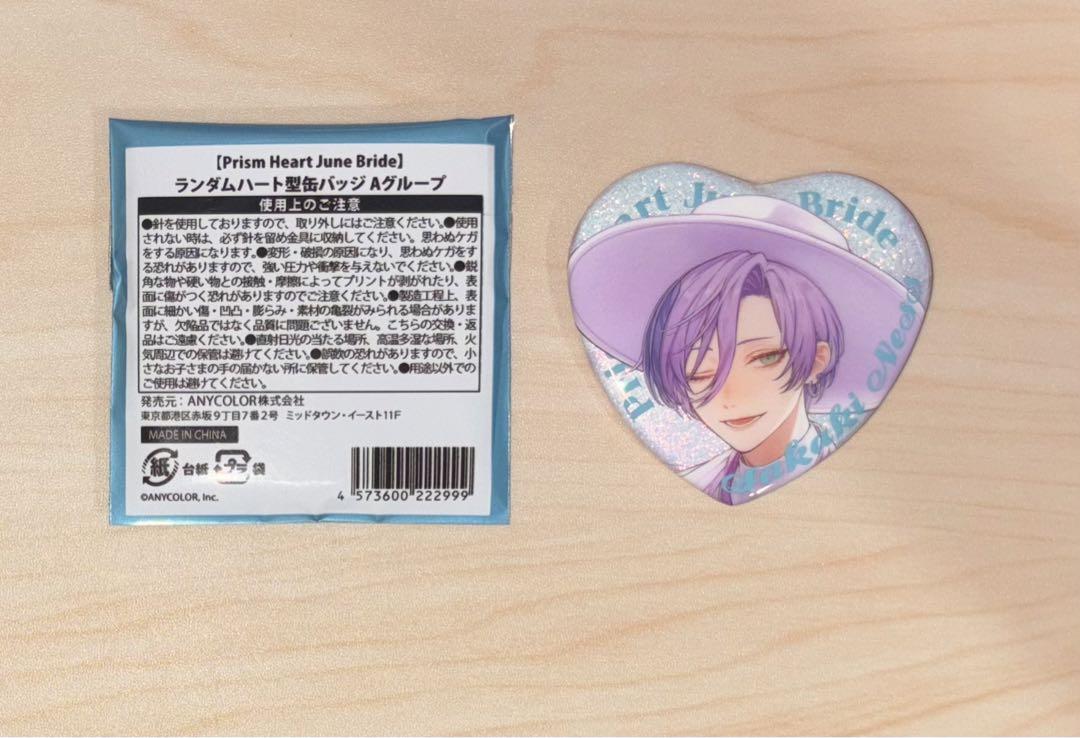 【Prism Heart June Bride】
ランダムハート型缶バッジ Aグループ
使用上のご注意
●針を使用しておりますので、取り外しにはご注意ください。●使用
されない時は、必ず針を留め金具に収納してください。思わぬケガ
をする原因になります。●変形・破損の原因になり、思わぬケガをす
る恐れがありますので、強い圧力や衝撃を与えないでください。●鋭
角な物や硬い物との接触・摩擦によってプリントが剥がれたり、表
面に傷がつく恐れがありますのでご注意ください。●製造工程上、表
面に細かい傷・凹凸・膨らみ・素材の亀裂がみられる場合がありま
すが、欠陥品ではなく品質に問題ございません。こちらの交換・返
品はご遠慮ください。●直射日光の当たる場所、高温多湿な場所、火
気周辺での保管は避けてください。●誤飲の恐れがありますので、小
さなお子さまの手の届かない所に保管してください。●用途以外での
ご使用は避けてください。
発売元：ANYCOLOR株式会社
東京都港区赤坂9丁目7番2号 ミッドタウン・イースト11F
MADE IN CHINA
紙 台紙 プラ 袋
©ANYCOLOR, Inc.
4 573600 222999
Heart June Bride
Sakaki Ness